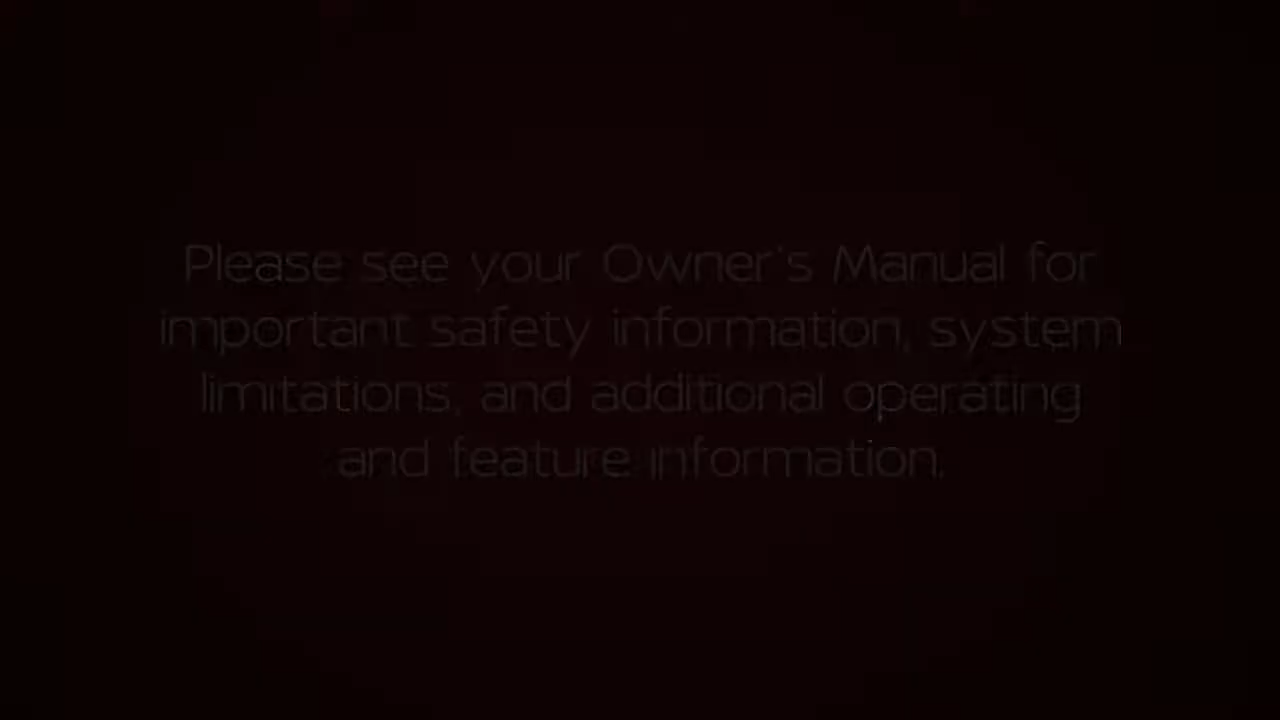 Please see your Owner's Manual for
important safety information, system
limitations, and additional operating
and feature information.